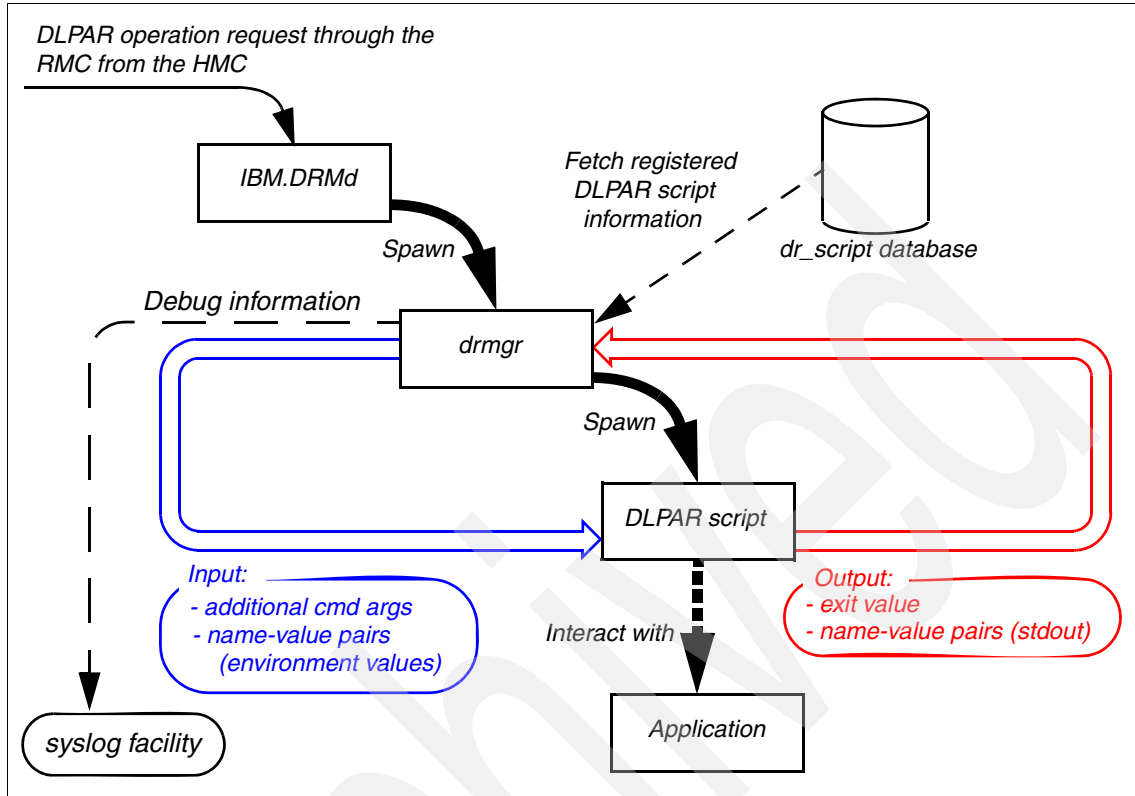 DLPAR operation request through the
RMC from the HMC
IBM.DRMd
Fetch registered
DLPAR script
information
dr_script database
Spawn
Debug information
drmgr
Spawn
DLPAR script
Input:
- additional cmd args
- name-value pairs
(environment values)
Output:
- exit value
- name-value pairs (stdout)
Interact with
Application
syslog facility
hived